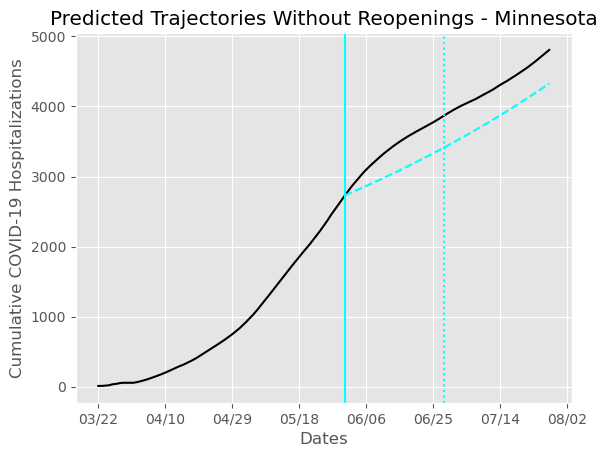 Predicted Trajectories Without Reopenings - Minnesota
Cumulative COVID-19 Hospitalizations
5000
4000
3000
2000
1000
0
03/22 04/10 04/29 05/18 06/06 06/25 07/14 08/02
Dates